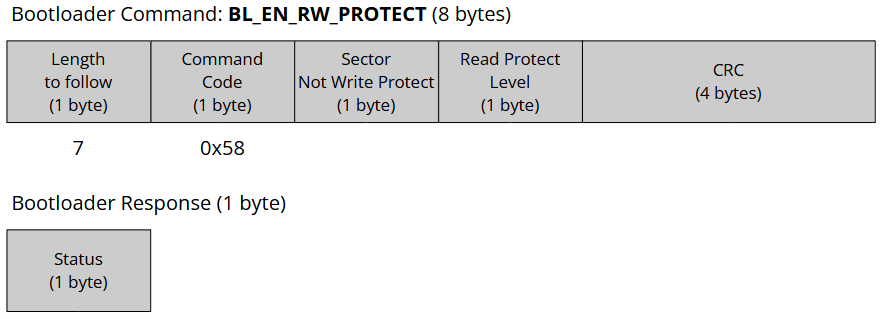 Bootloader Command: BL_EN_RW_PROTECT (8 bytes)
Length
to follow
(1 byte)
Command
Code
(1 byte)
Sector
Not Write Protect
(1 byte)
Read Protect
Level
(1 byte)
CRC
(4 bytes)
7
0x58
Bootloader Response (1 byte)
Status
(1 byte)